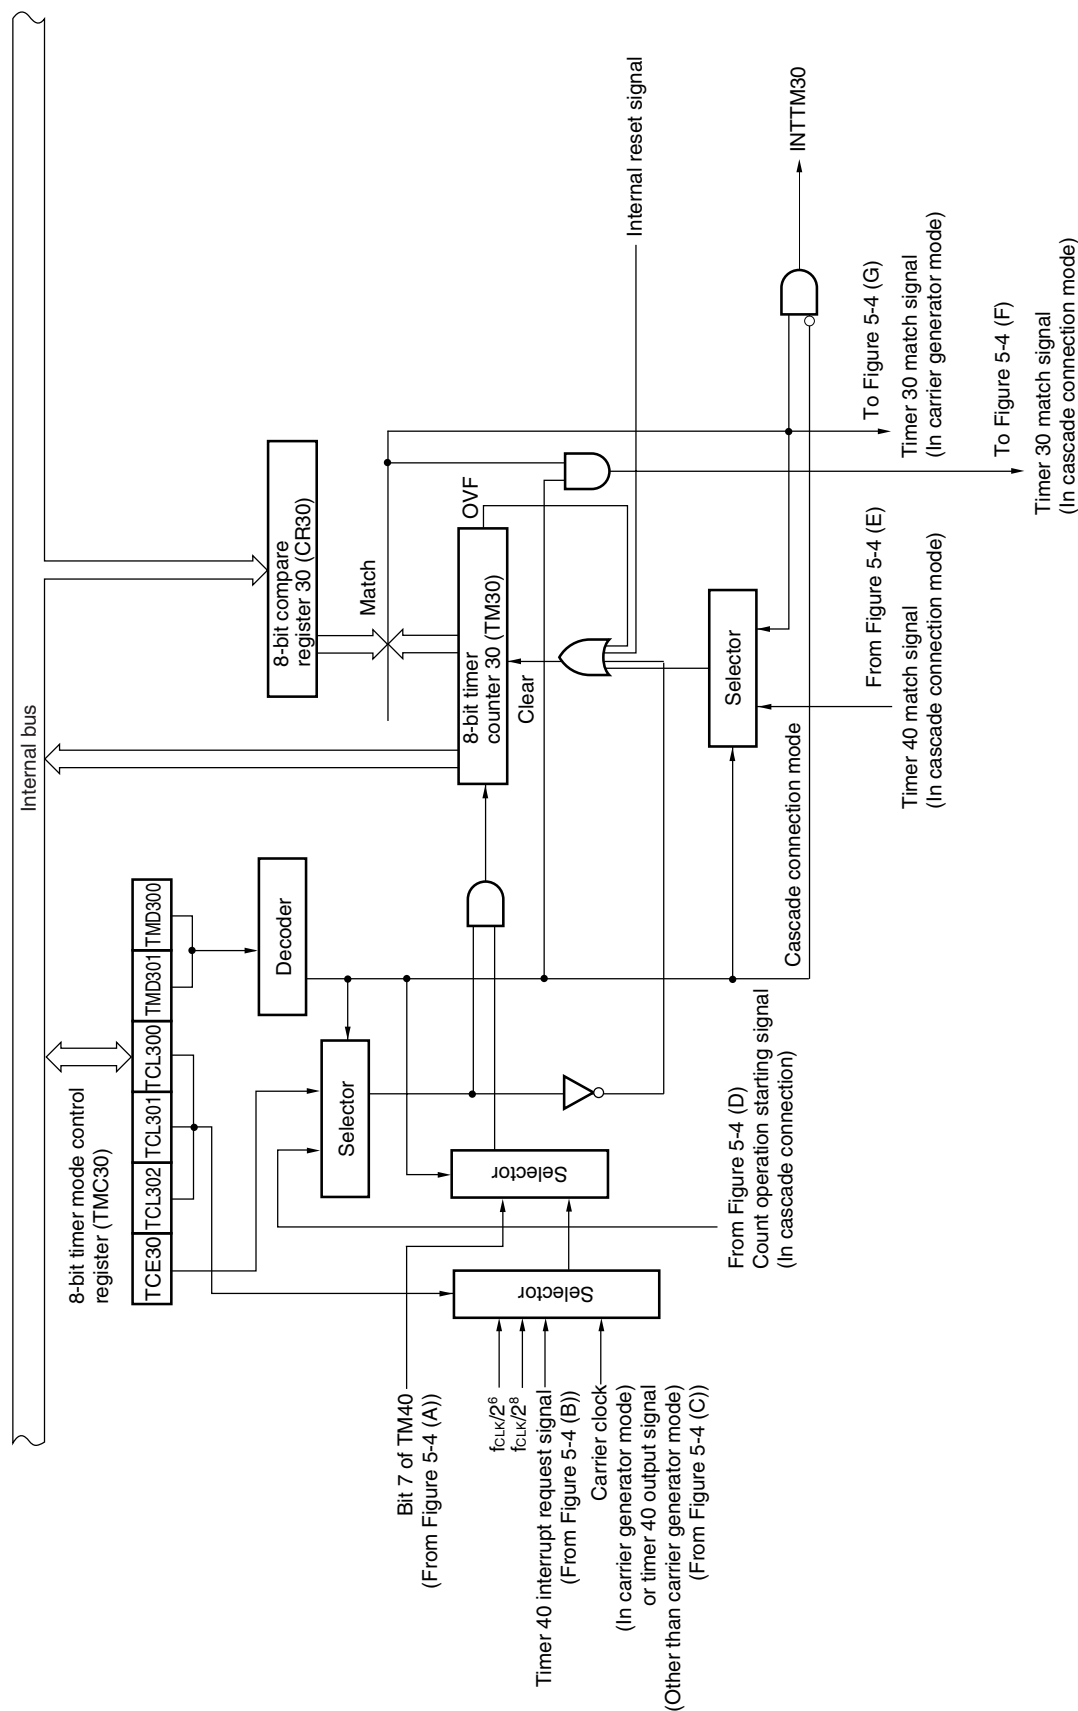 Internal bus
8-bit timer mode control
register (TMC30)
TCE30
TCL302
TCL301
TCL300
TMD301
TMD300
Decoder
Selector
8-bit compare
register 30 (CR30)
Match
Bit 7 of TM40
(From Figure 5-4 (A))
fCLK/2⁶
fCLK/2⁸
Timer 40 interrupt request signal
(From Figure 5-4 (B))
Carrier clock
(In carrier generator mode)
or timer 40 output signal
(Other than carrier generator mode)
(From Figure 5-4 (C))
Selector
Selector
8-bit timer
counter 30 (TM30)
OVF
Clear
Internal reset signal
From Figure 5-4 (D)
Count operation starting signal
(In cascade connection)
Selector
Cascade connection mode
From Figure 5-4 (E)
Timer 40 match signal
(In cascade connection mode)
INTTM30
To Figure 5-4 (G)
Timer 30 match signal
(In carrier generator mode)
To Figure 5-4 (F)
Timer 30 match signal
(In cascade connection mode)